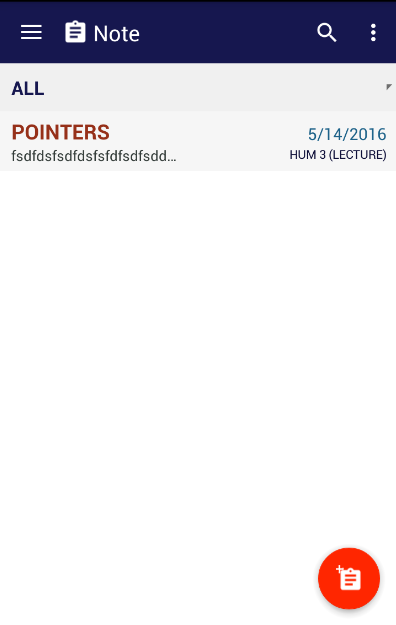 Note
ALL
POINTERS
5/14/2016
fsdfdsfsdfdsfsfdfsdfsdd...
HUM 3 (LECTURE)